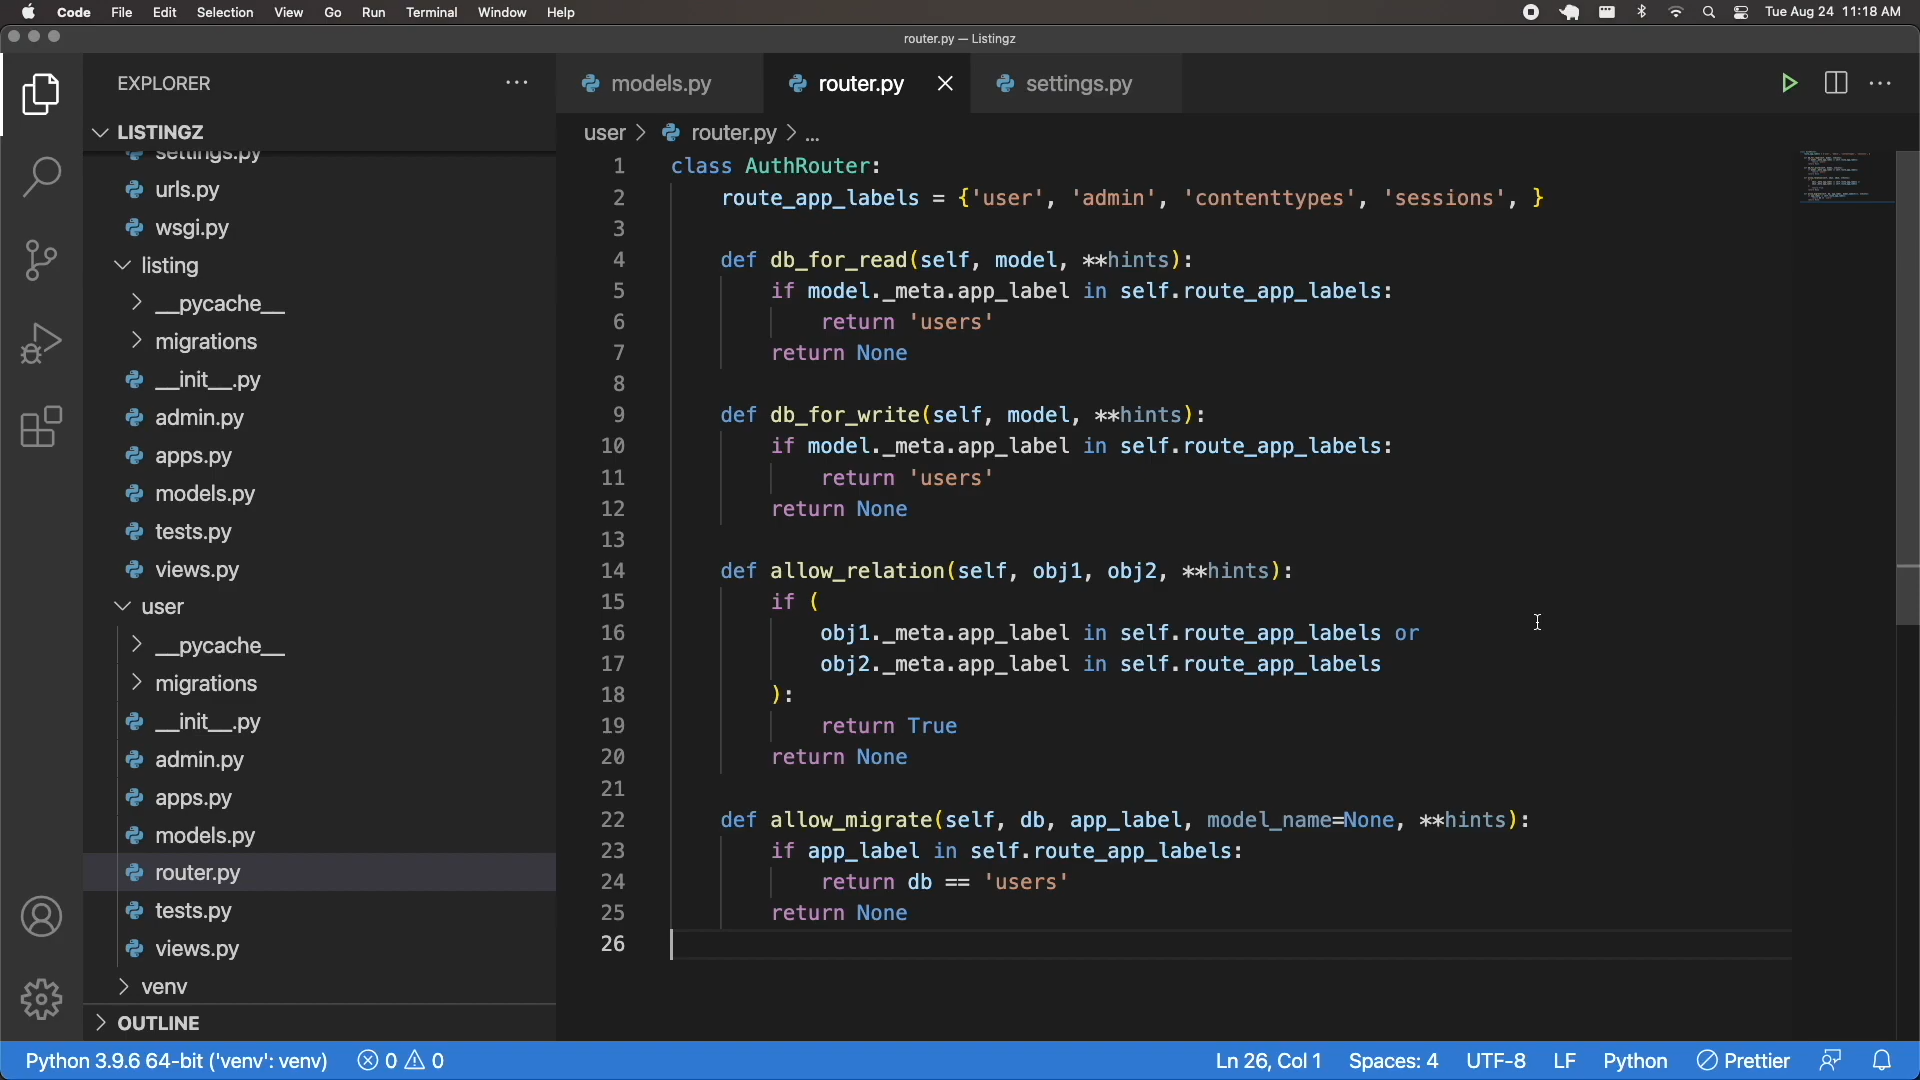 Code File Edit Selection View Go Run Terminal Window Help Tue Aug 24 11:18 AM
router.py — Listingz
EXPLORER
LISTINGZ
settings.py
urls.py
wsgi.py
listing
__pycache__
migrations
__init__.py
admin.py
apps.py
models.py
tests.py
views.py
user
__pycache__
migrations
__init__.py
admin.py
apps.py
models.py
router.py
tests.py
views.py
venv
OUTLINE
models.py router.py settings.py
user > router.py > ...
1 class AuthRouter:
2     route_app_labels = {'user', 'admin', 'contenttypes', 'sessions', }
3
4     def db_for_read(self, model, **hints):
5         if model._meta.app_label in self.route_app_labels:
6             return 'users'
7         return None
8
9     def db_for_write(self, model, **hints):
10         if model._meta.app_label in self.route_app_labels:
11             return 'users'
12         return None
13
14     def allow_relation(self, obj1, obj2, **hints):
15         if (
16             obj1._meta.app_label in self.route_app_labels or
17             obj2._meta.app_label in self.route_app_labels
18         ):
19             return True
20         return None
21
22     def allow_migrate(self, db, app_label, model_name=None, **hints):
23         if app_label in self.route_app_labels:
24             return db == 'users'
25         return None
26
Python 3.9.6 64-bit ('venv': venv) 0 0 Ln 26, Col 1 Spaces: 4 UTF-8 LF Python Prettier